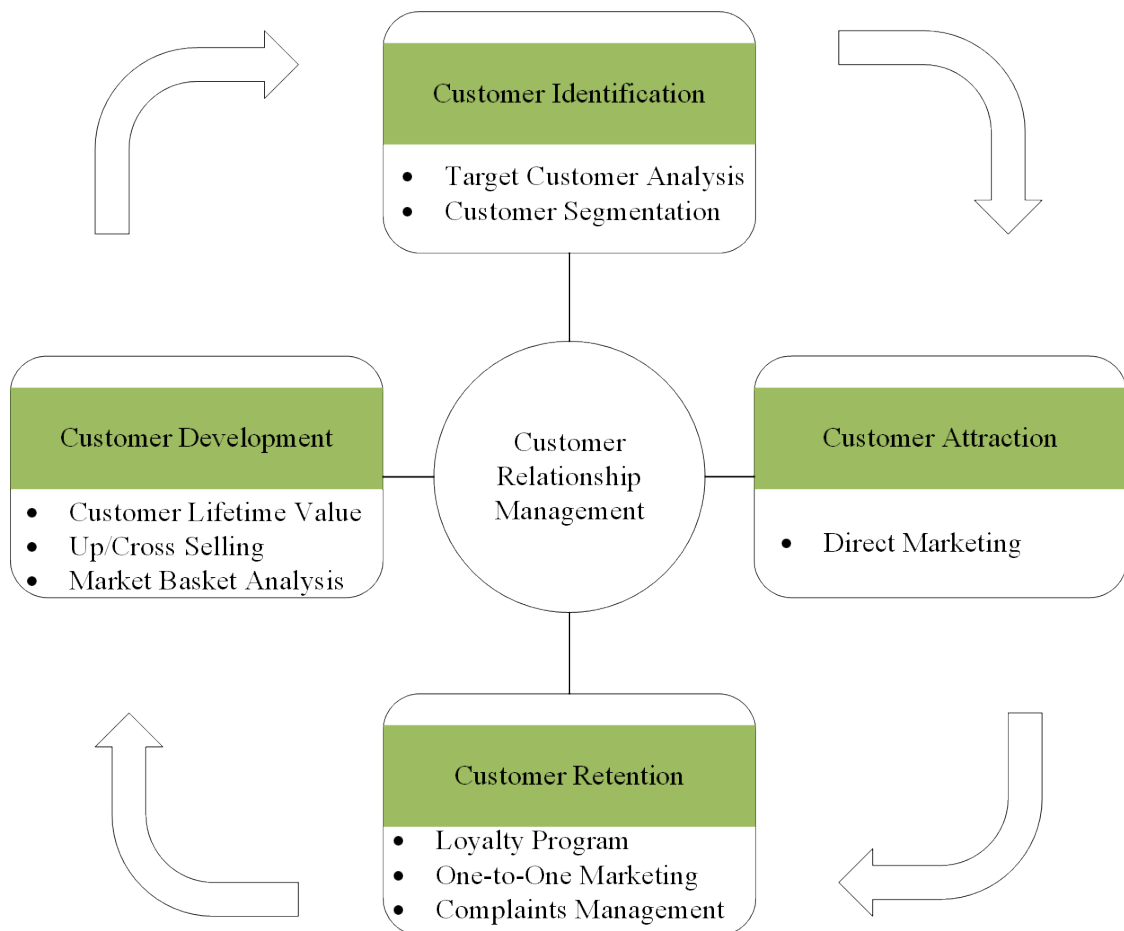 Customer Identification
• Target Customer Analysis
• Customer Segmentation
Customer Development
• Customer Lifetime Value
• Up/Cross Selling
• Market Basket Analysis
Customer
Relationship
Management
Customer Attraction
• Direct Marketing
Customer Retention
• Loyalty Program
• One-to-One Marketing
• Complaints Management